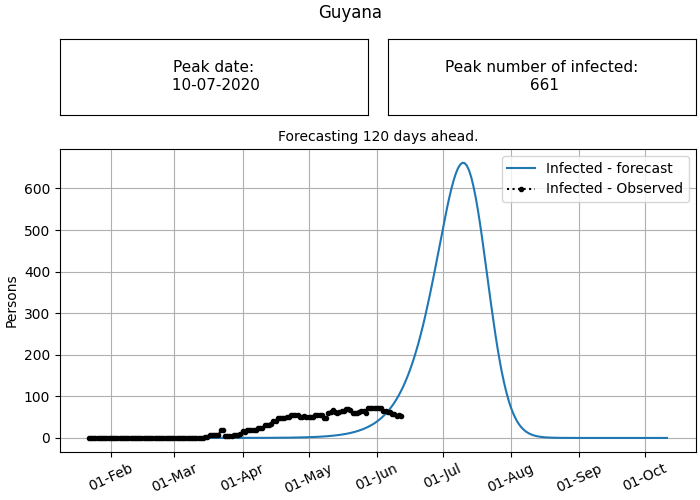 Guyana
Peak date:
10-07-2020
Peak number of infected:
661
Forecasting 120 days ahead.
Infected - forecast
Infected - Observed
Persons
600
500
400
300
200
100
0
01-Feb
01-Mar
01-Apr
01-May
01-Jun
01-Jul
01-Aug
01-Sep
01-Oct